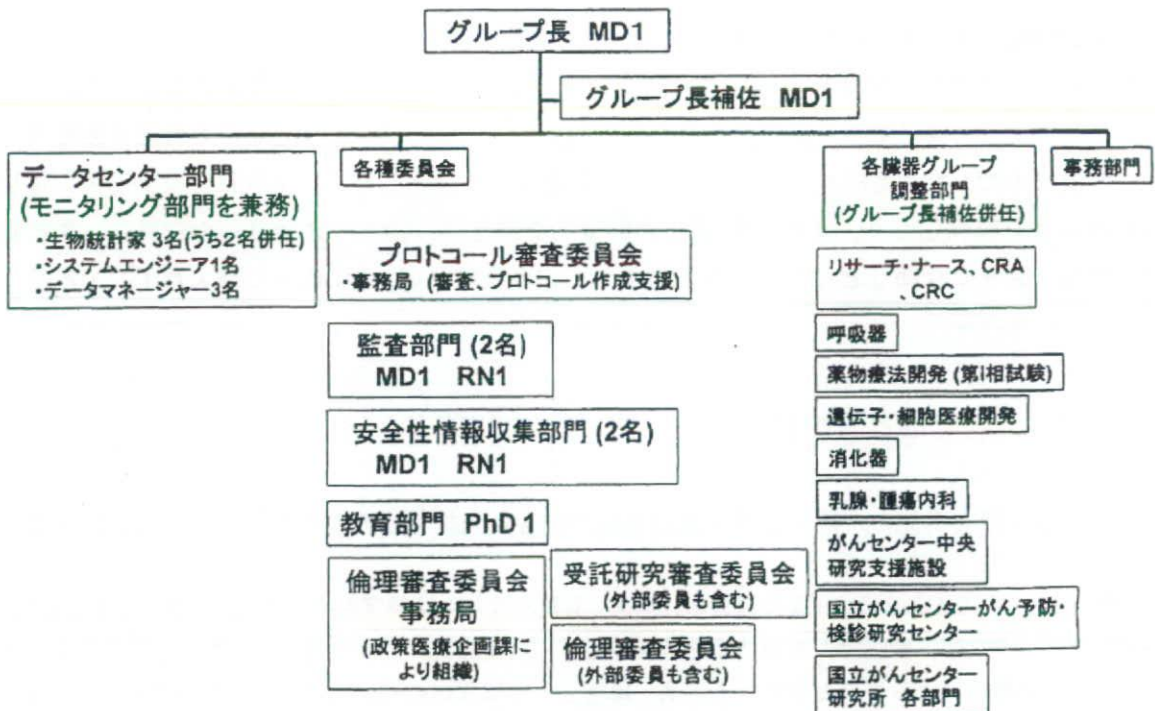 グループ長 MD1
グループ長補佐 MD1
データセンター部門
(モニタリング部門を兼務)
・生物統計家 3名(うち2名併任)
・システムエンジニア1名
・データマネージャー3名
各種委員会
プロトコール審査委員会
・事務局 (審査、プロトコール作成支援)
監査部門 (2名)
MD1 RN1
安全性情報収集部門 (2名)
MD1 RN1
教育部門 PhD 1
倫理審査委員会
事務局
(政策医療企画課に
より組織)
受託研究審査委員会
(外部委員も含む)
倫理審査委員会
(外部委員も含む)
各臓器グループ
調整部門
(グループ長補佐併任)
リサーチ・ナース、CRA
、CRC
呼吸器
薬物療法開発 (第i相試験)
遺伝子・細胞医療開発
消化器
乳腺・腫瘍内科
がんセンター中央
研究支援施設
国立がんセンターがん予防・
検診研究センター
国立がんセンター
研究所 各部門
事務部門